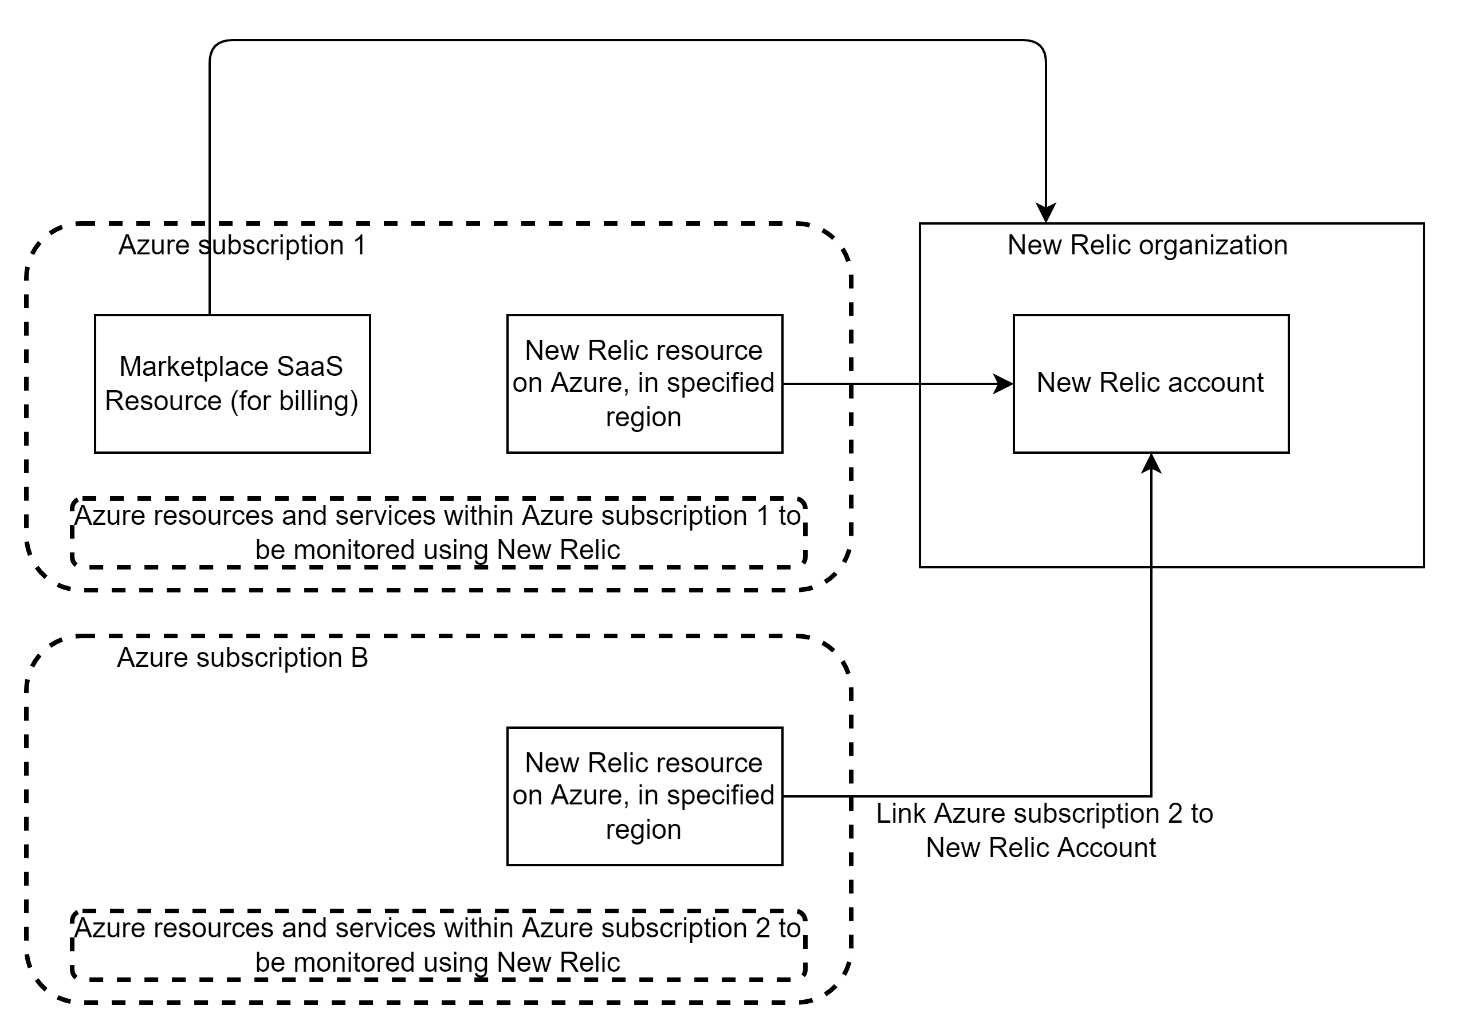 Azure subscription 1
New Relic organization
Marketplace SaaS
Resource (for billing)
New Relic resource
on Azure, in specified
region
New Relic account
Azure resources and services within Azure subscription 1 to
be monitored using New Relic
Azure subscription B
New Relic resource
on Azure, in specified
region
Link Azure subscription 2 to
New Relic Account
Azure resources and services within Azure subscription 2 to
be monitored using New Relic